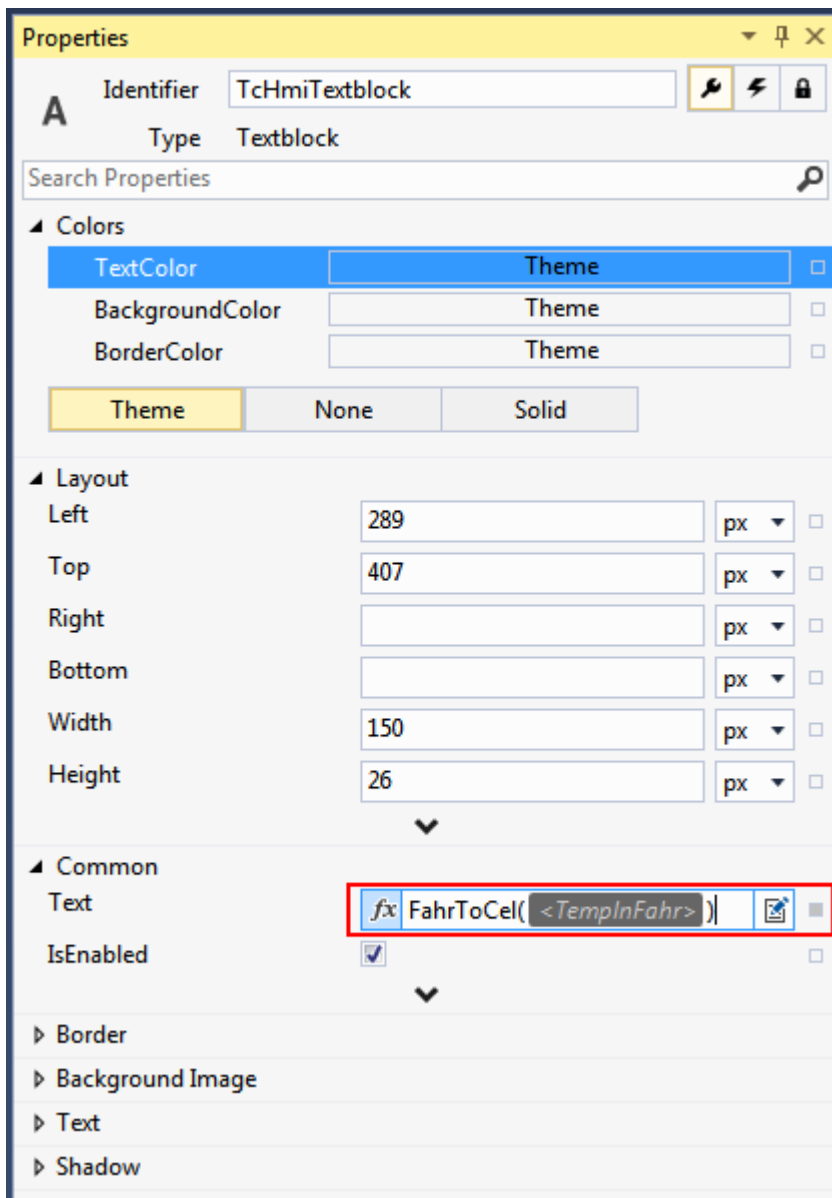 Properties
Identifier TcHmiTextblock
A
Type Textblock
Search Properties
Colors
TextColor Theme
BackgroundColor Theme
BorderColor Theme
Theme None Solid
Layout
Left 289 px
Top 407 px
Right px
Bottom px
Width 150 px
Height 26 px
Common
Text fx FahrToCel( <TempInFahr> )
IsEnabled
Border
Background Image
Text
Shadow